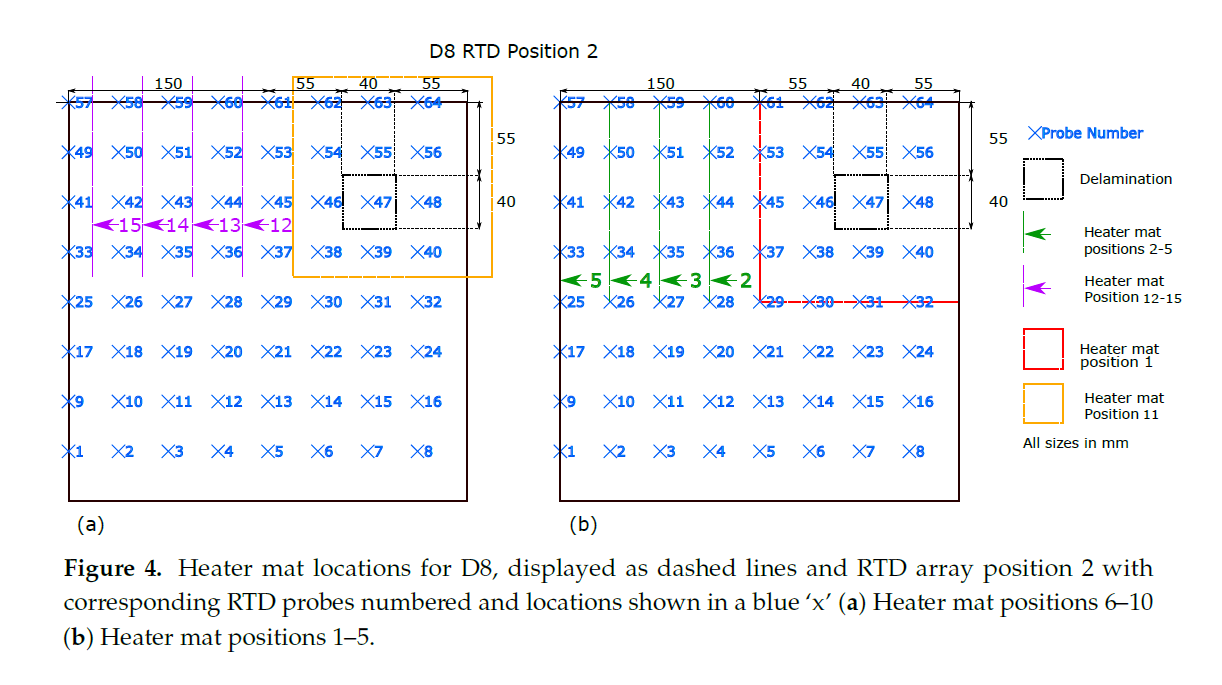 D8 RTD Position 2
150 55 40 55
150 55 40 55
57 58 59 60 61 62 63 64
57 58 59 60 61 62 63 64
55
55
Probe Number
49 50 51 52 53 54 55 56
49 50 51 52 53 54 55 56
Delamination
41 42 43 44 45 46 47 48
40
41 42 43 44 45 46 47 48
40
15 14 13 12
Heater mat
positions 2-5
33 34 35 36 37 38 39 40
33 34 35 36 37 38 39 40
5 4 3 2
Heater mat
Position 12-15
25 26 27 28 29 30 31 32
25 26 27 28 29 30 31 32
17 18 19 20 21 22 23 24
17 18 19 20 21 22 23 24
Heater mat
position 1
9 10 11 12 13 14 15 16
9 10 11 12 13 14 15 16
Heater mat
Position 11
1 2 3 4 5 6 7 8
1 2 3 4 5 6 7 8
All sizes in mm
(a)
(b)
Figure 4. Heater mat locations for D8, displayed as dashed lines and RTD array position 2 with
corresponding RTD probes numbered and locations shown in a blue ‘x’ (a) Heater mat positions 6–10
(b) Heater mat positions 1–5.